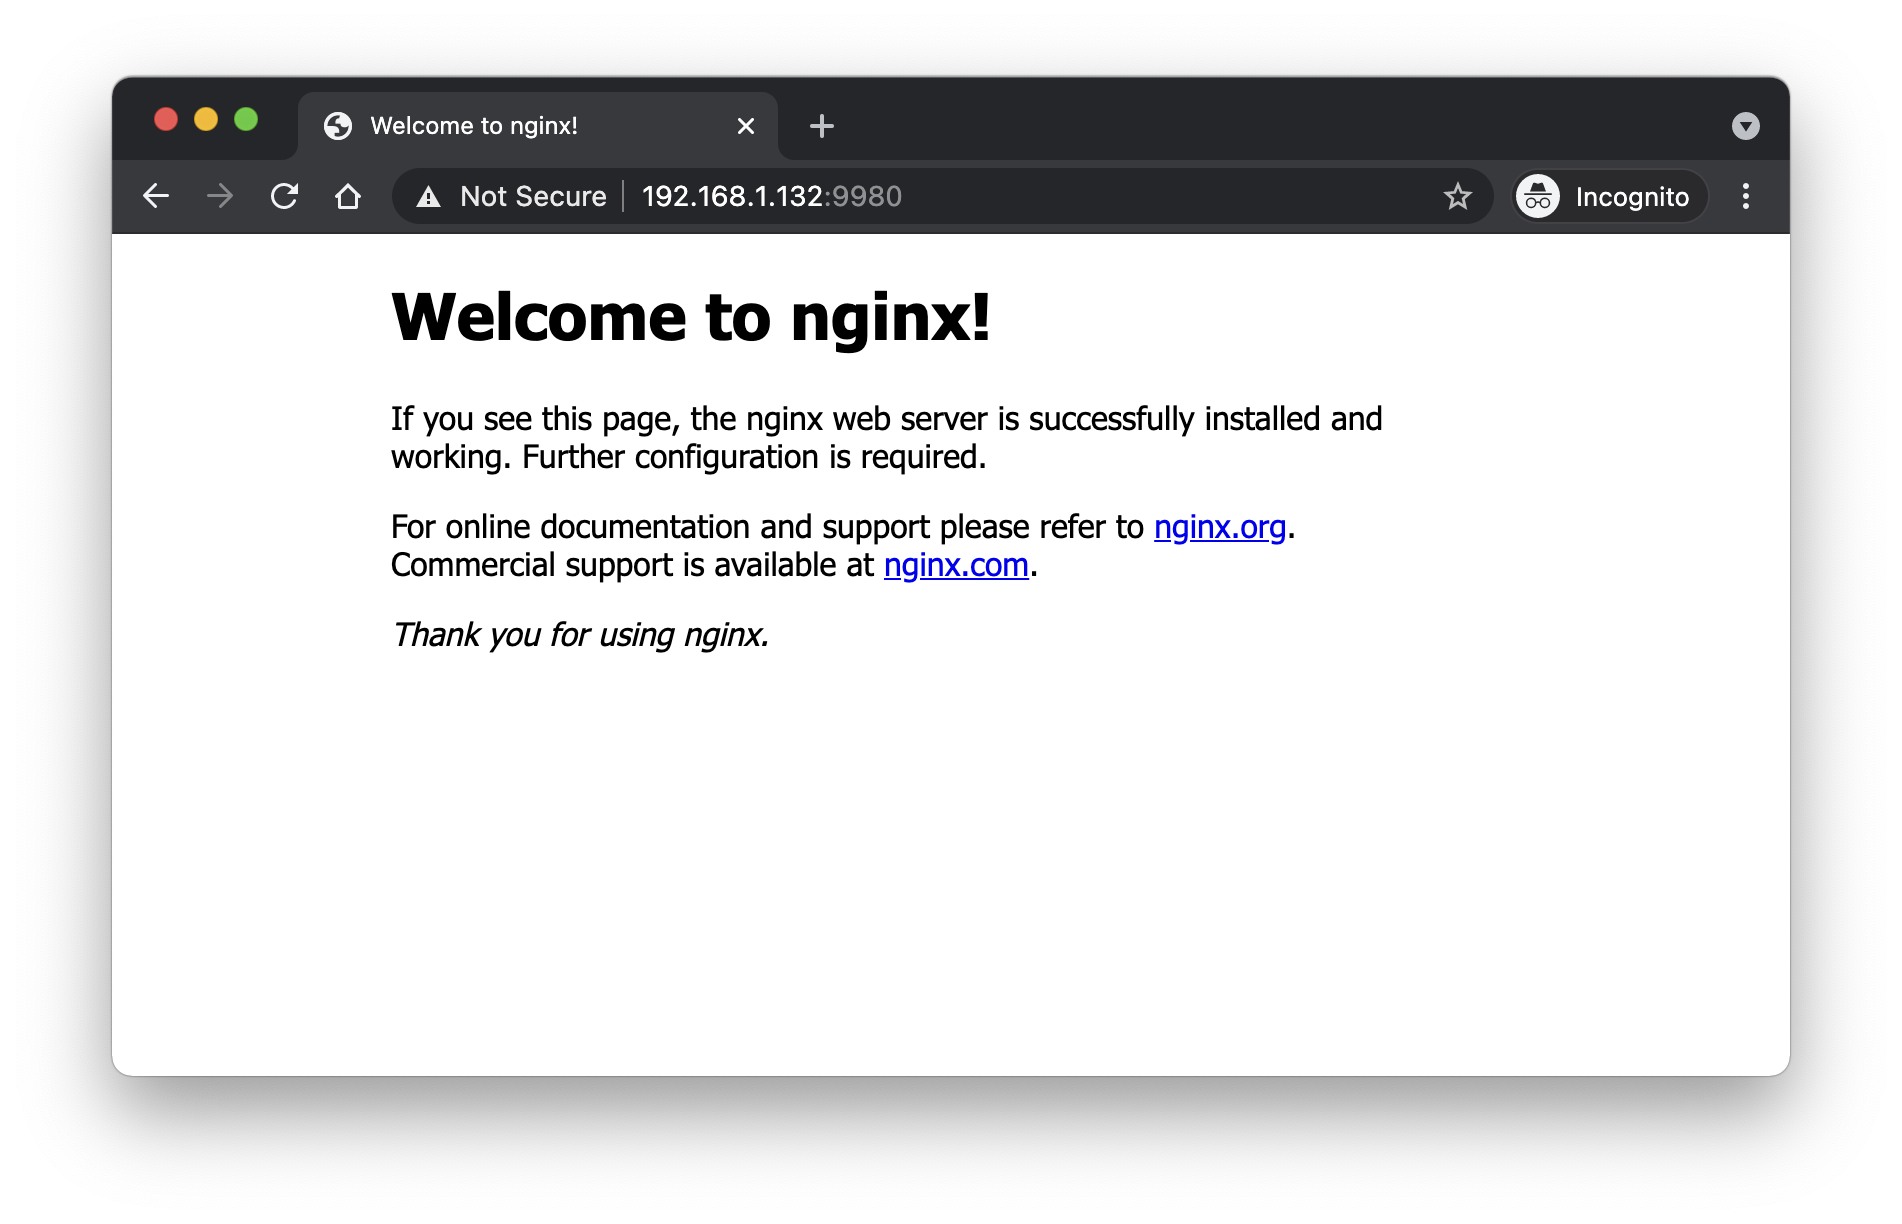 Welcome to nginx!
Not Secure 192.168.1.132:9980
Incognito
Welcome to nginx!
If you see this page, the nginx web server is successfully installed and
working. Further configuration is required.
For online documentation and support please refer to nginx.org.
Commercial support is available at nginx.com.
Thank you for using nginx.